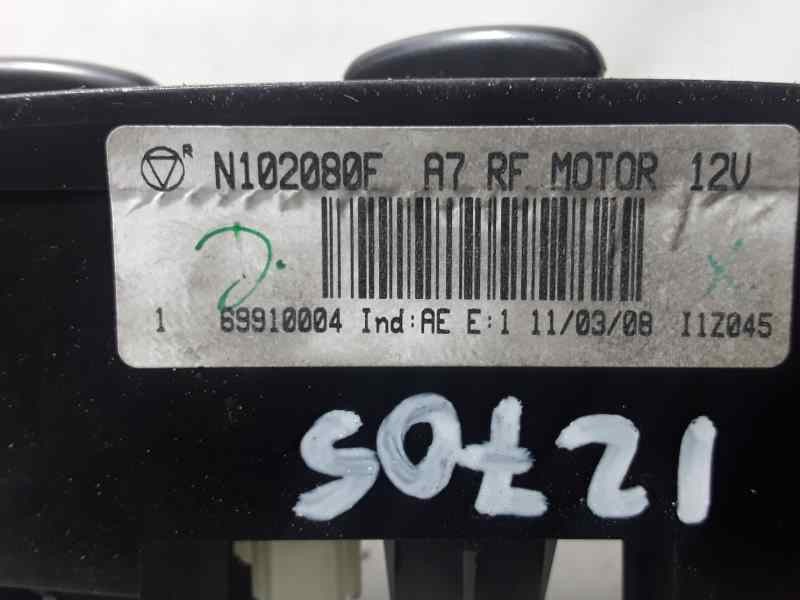 R N102080F A7 RF MOTOR 12V
1 69910004 Ind:AE E:1 11/03/08 I1Z045
12705